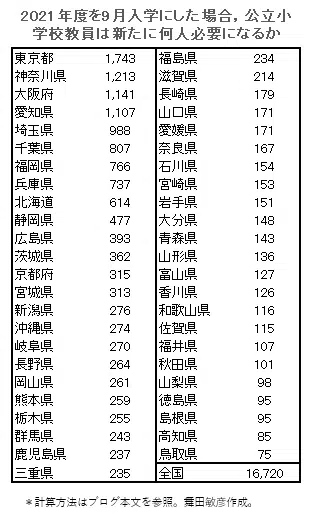 2021年度を9月入学にした場合，公立小
学校教員は新たに何人必要になるか
東京都 1,743
神奈川県 1,213
大阪府 1,141
愛知県 1,107
埼玉県 988
千葉県 807
福岡県 766
兵庫県 737
北海道 614
静岡県 477
広島県 393
茨城県 362
京都府 315
宮城県 313
新潟県 276
沖縄県 274
岐阜県 270
長野県 264
岡山県 261
熊本県 259
栃木県 255
群馬県 243
鹿児島県 237
三重県 235
福島県 234
滋賀県 214
長崎県 179
山口県 171
愛媛県 171
奈良県 167
石川県 154
宮崎県 153
岩手県 151
大分県 148
青森県 143
山形県 136
富山県 127
香川県 126
和歌山県 116
佐賀県 115
福井県 107
秋田県 101
山梨県 98
徳島県 95
島根県 95
高知県 85
鳥取県 75
全国 16,720
＊計算方法はブログ本文を参照。舞田敏彦作成。